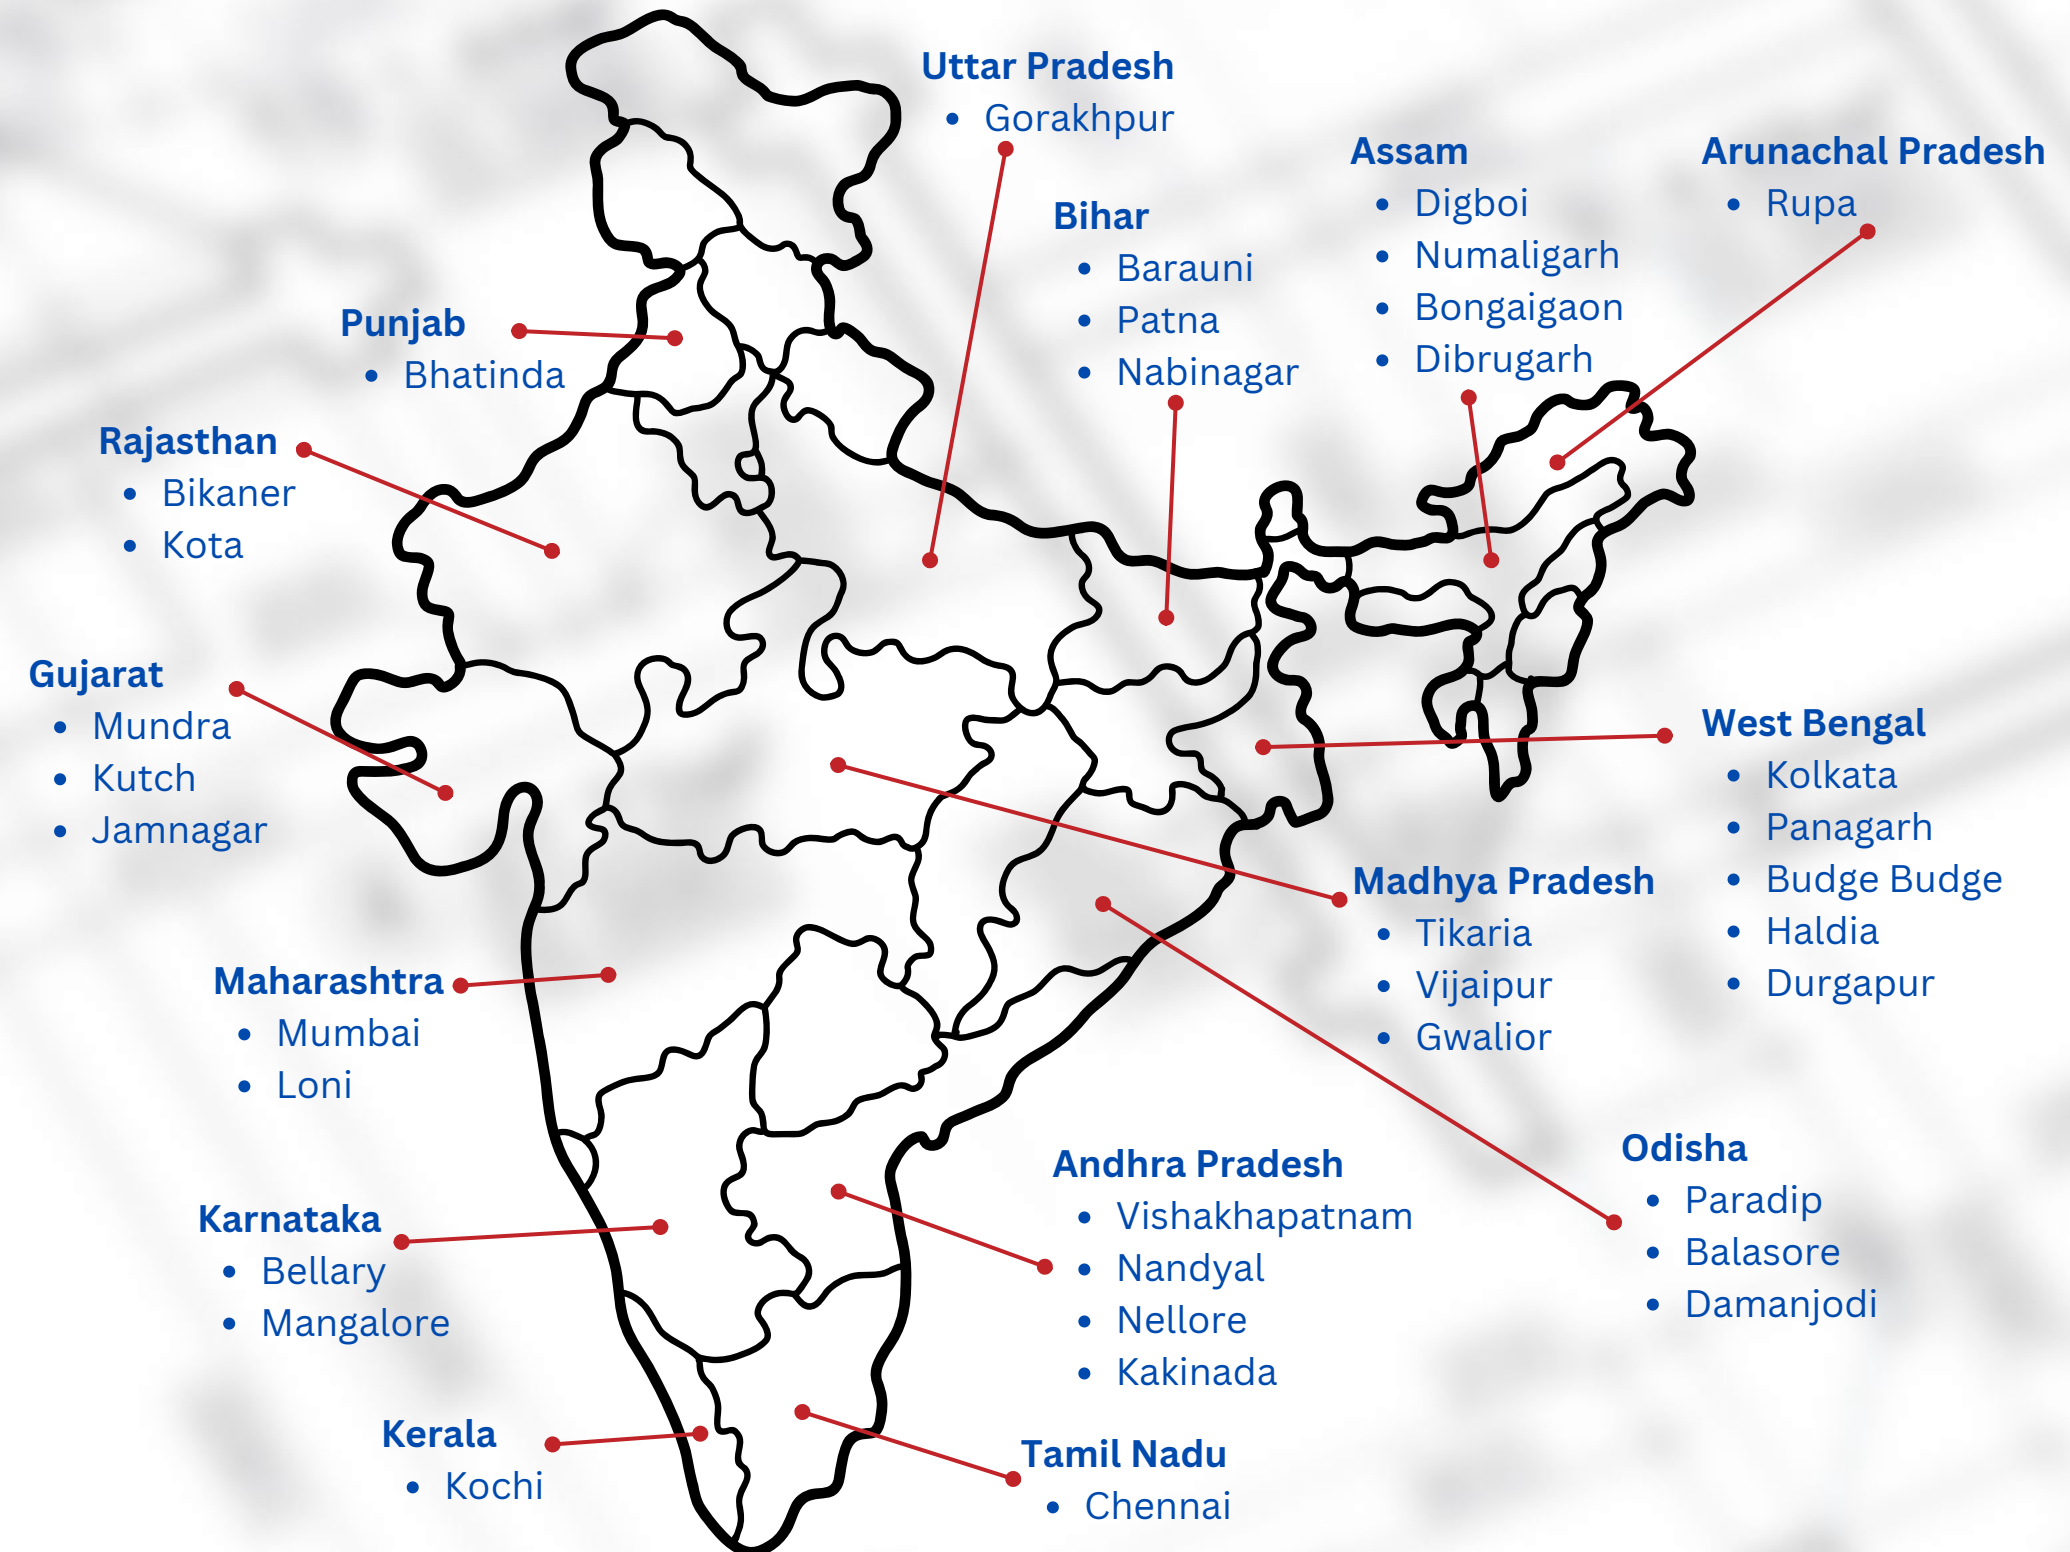 Uttar Pradesh
Gorakhpur
Assam
Digboi
Numaligarh
Bongaigaon
Dibrugarh
Arunachal Pradesh
Rupa
Bihar
Barauni
Patna
Nabinagar
Punjab
Bhatinda
Rajasthan
Bikaner
Kota
Gujarat
Mundra
Kutch
Jamnagar
West Bengal
Kolkata
Panagarh
Budge Budge
Haldia
Durgapur
Madhya Pradesh
Tikaria
Vijaipur
Gwalior
Maharashtra
Mumbai
Loni
Odisha
Paradip
Balasore
Damanjodi
Andhra Pradesh
Vishakhapatnam
Nandyal
Nellore
Kakinada
Karnataka
Bellary
Mangalore
Kerala
Kochi
Tamil Nadu
Chennai